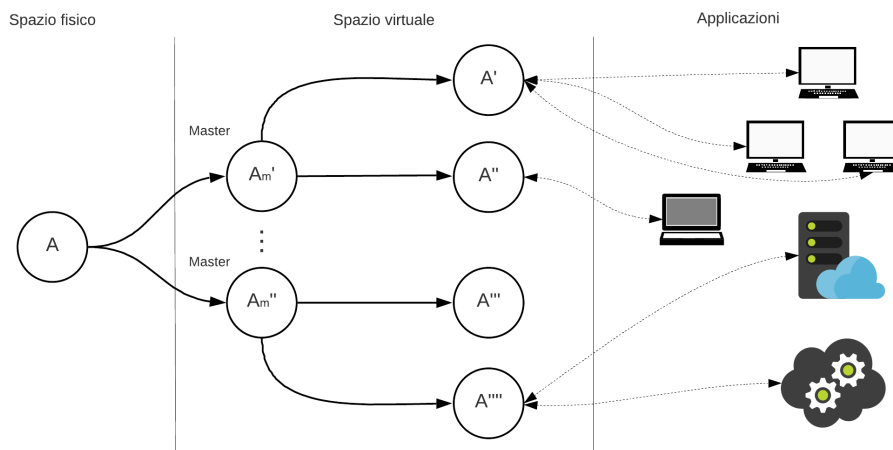 Spazio fisico
Spazio virtuale
Applicazioni
A'
Master
Am'
A''
A
⋮
Master
Am''
A'''
A''''